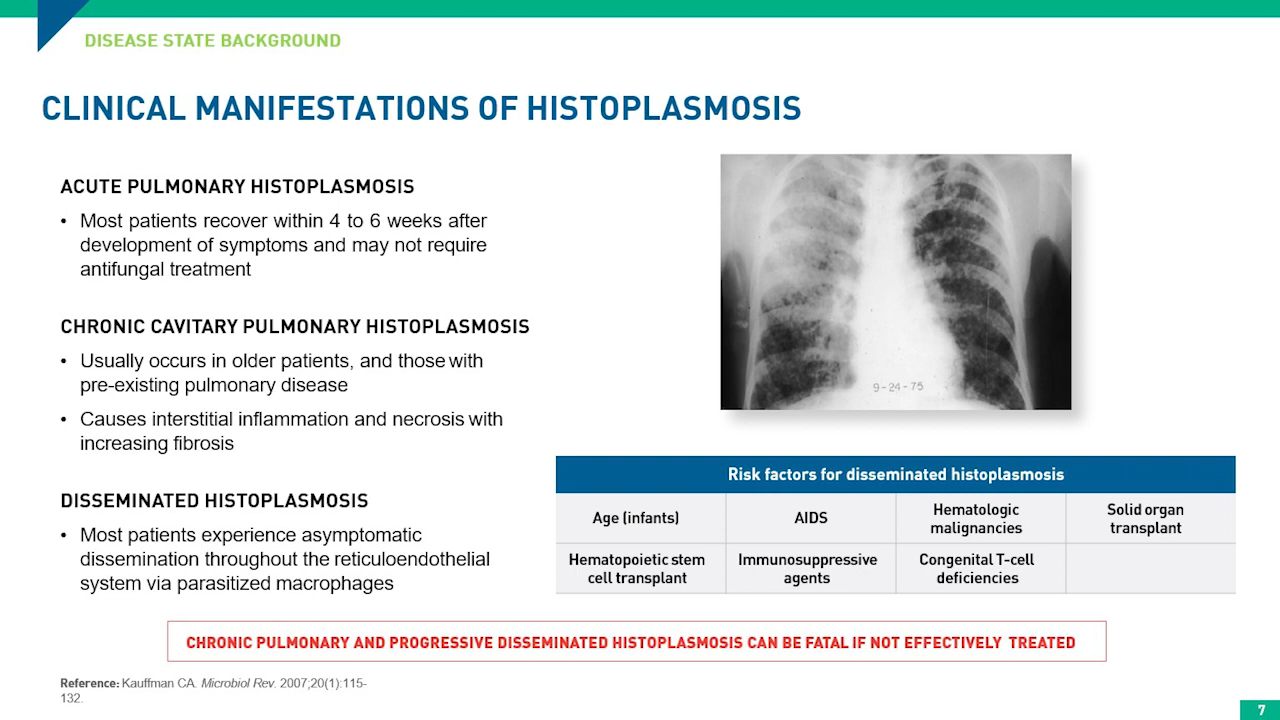 DISEASE STATE BACKGROUND
CLINICAL MANIFESTATIONS OF HISTOPLASMOSIS
ACUTE PULMONARY HISTOPLASMOSIS
• Most patients recover within 4 to 6 weeks after
development of symptoms and may not require
antifungal treatment
CHRONIC CAVITARY PULMONARY HISTOPLASMOSIS
• Usually occurs in older patients, and those with
pre-existing pulmonary disease
• Causes interstitial inflammation and necrosis with
increasing fibrosis
DISSEMINATED HISTOPLASMOSIS
• Most patients experience asymptomatic
dissemination throughout the reticuloendothelial
system via parasitized macrophages
9-24-75
Risk factors for disseminated histoplasmosis
Age (infants)
AIDS
Hematologic
malignancies
Solid organ
transplant
Hematopoietic stem
cell transplant
Immunosuppressive
agents
Congenital T-cell
deficiencies
CHRONIC PULMONARY AND PROGRESSIVE DISSEMINATED HISTOPLASMOSIS CAN BE FATAL IF NOT EFFECTIVELY TREATED
Reference: Kauffman CA. Microbiol Rev. 2007;20(1):115-
132.
7